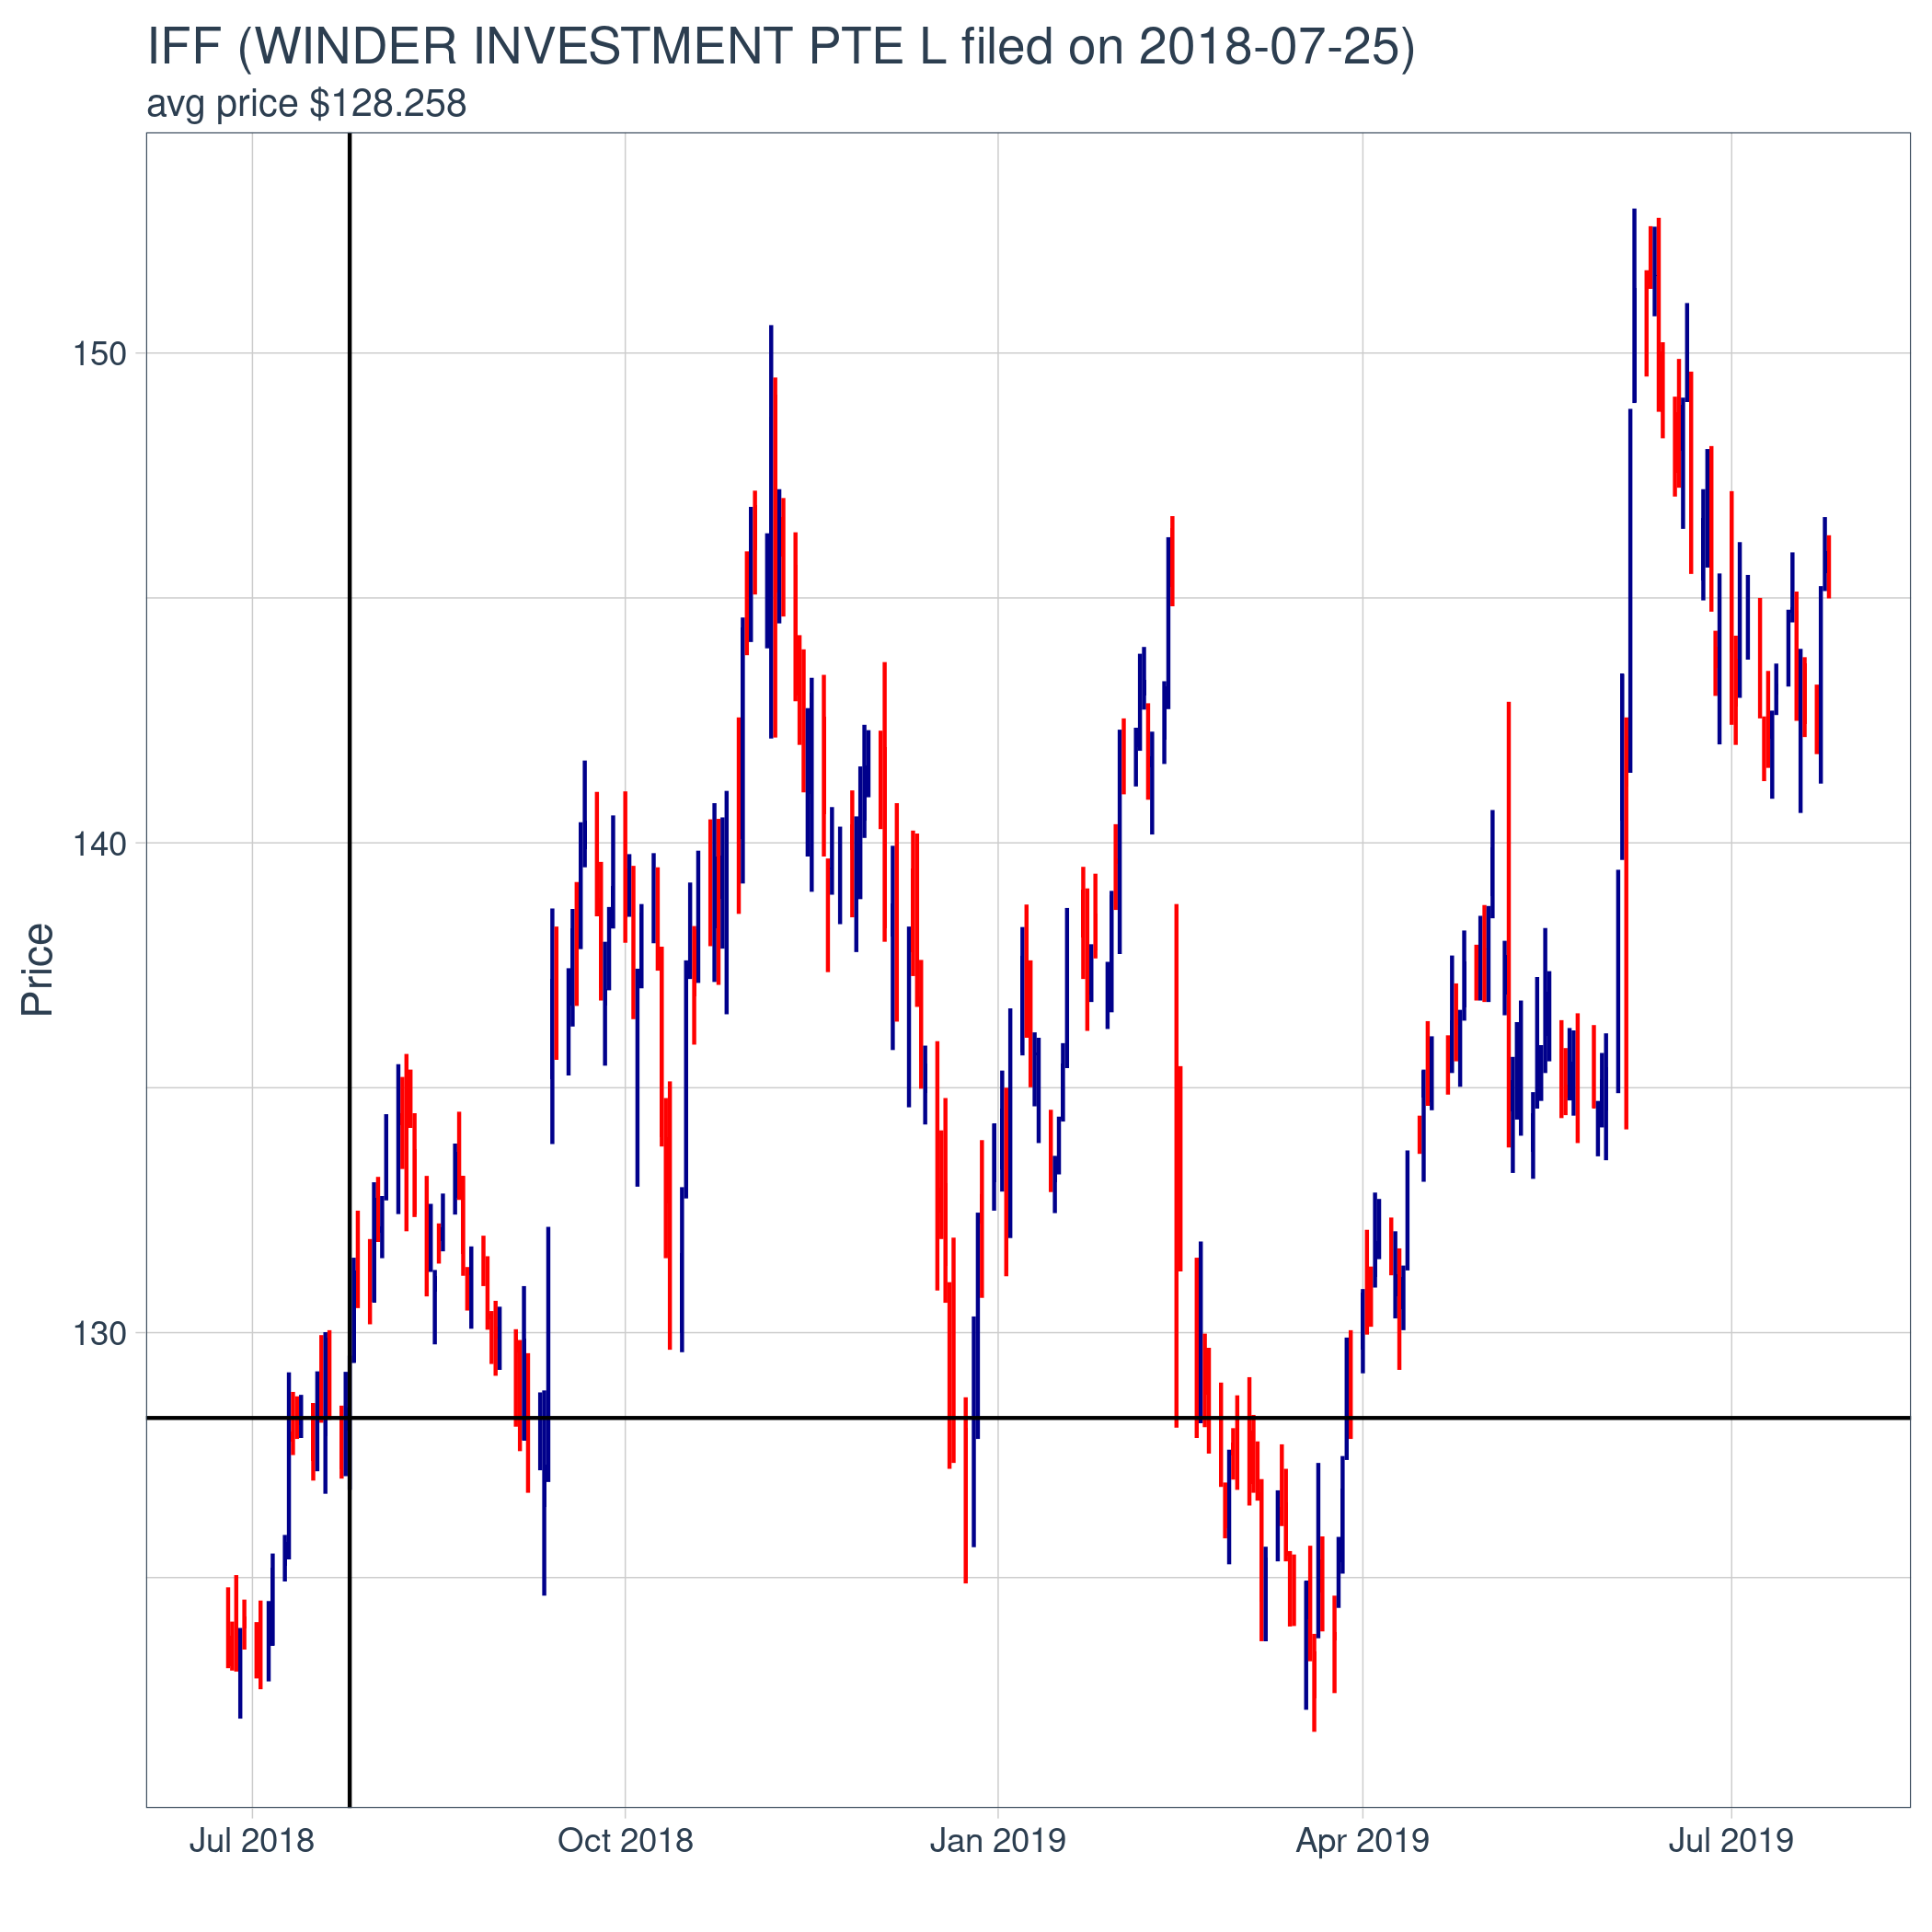 IFF (WINDER INVESTMENT PTE L filed on 2018-07-25)
avg price $128.258
150
140
130
Price
Jul 2018 Oct 2018 Jan 2019 Apr 2019 Jul 2019